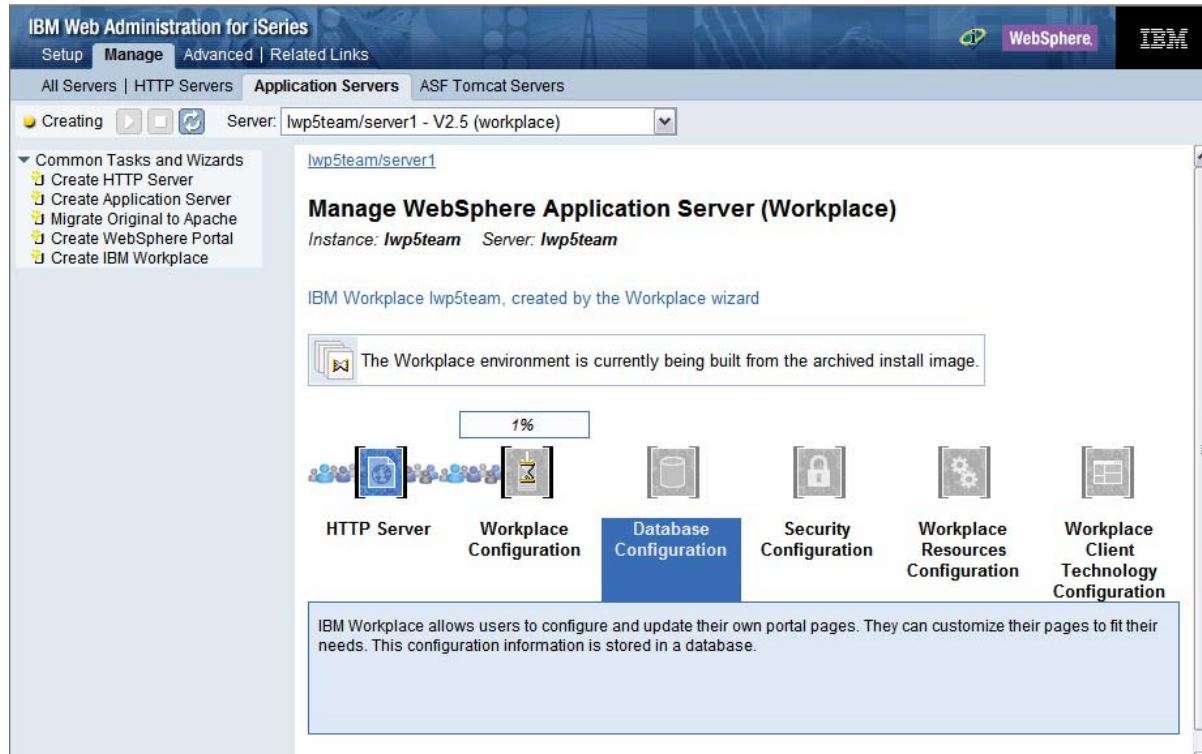 IBM Web Administration for iSeries
Setup Manage Advanced | Related Links
WebSphere.
IBM
All Servers | HTTP Servers Application Servers ASF Tomcat Servers
Creating Server: lwp5team/server1 - V2.5 (workplace)
Common Tasks and Wizards
Create HTTP Server
Create Application Server
Migrate Original to Apache
Create WebSphere Portal
Create IBM Workplace
lwp5team/server1
Manage WebSphere Application Server (Workplace)
Instance: lwp5team Server: lwp5team
IBM Workplace lwp5team, created by the Workplace wizard
The Workplace environment is currently being built from the archived install image.
1%
HTTP Server
Workplace
Configuration
Database
Configuration
Security
Configuration
Workplace
Resources
Configuration
Workplace
Client
Technology
Configuration
IBM Workplace allows users to configure and update their own portal pages. They can customize their pages to fit their
needs. This configuration information is stored in a database.